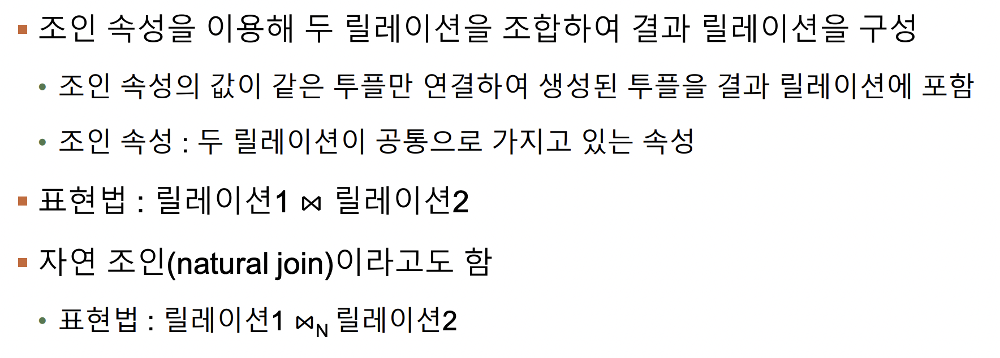 ▪ 조인 속성을 이용해 두 릴레이션을 조합하여 결과 릴레이션을 구성
• 조인 속성의 값이 같은 투플만 연결하여 생성된 투플을 결과 릴레이션에 포함
• 조인 속성 : 두 릴레이션이 공통으로 가지고 있는 속성
▪ 표현법 : 릴레이션1 ⋈ 릴레이션2
▪ 자연 조인(natural join)이라고도 함
• 표현법 : 릴레이션1 ⋈N 릴레이션2